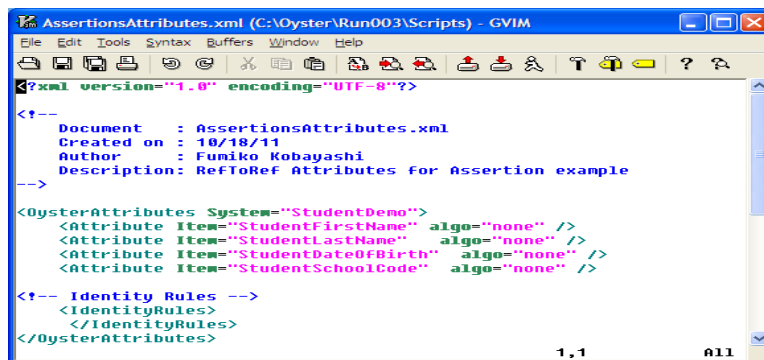 AssertionsAttributes.xml (C:\Oyster\Run003\Scripts) - GVIM
File Edit Tools Syntax Buffers Window Help
<?xml version="1.0" encoding="UTF-8"?>
<!--
Document : AssertionsAttributes.xml
Created on : 10/18/11
Author : Fumiko Kobayashi
Description: RefToRef Attributes for Assertion example
-->
<OysterAttributes System="StudentDemo">
<Attribute Item="StudentFirstName" algo="none" />
<Attribute Item="StudentLastName" algo="none" />
<Attribute Item="StudentDateOfBirth" algo="none" />
<Attribute Item="StudentSchoolCode" algo="none" />
<!-- Identity Rules -->
<IdentityRules>
</IdentityRules>
</OysterAttributes>
1,1 All